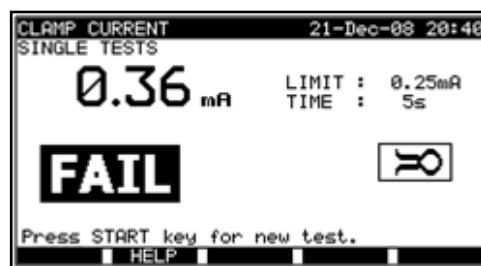 CLAMP CURRENT 21-Dec-08 20:40
SINGLE TESTS
0.36 mA
LIMIT : 0.25mA
TIME : 5s
FAIL
Press START key for new test.
HELP